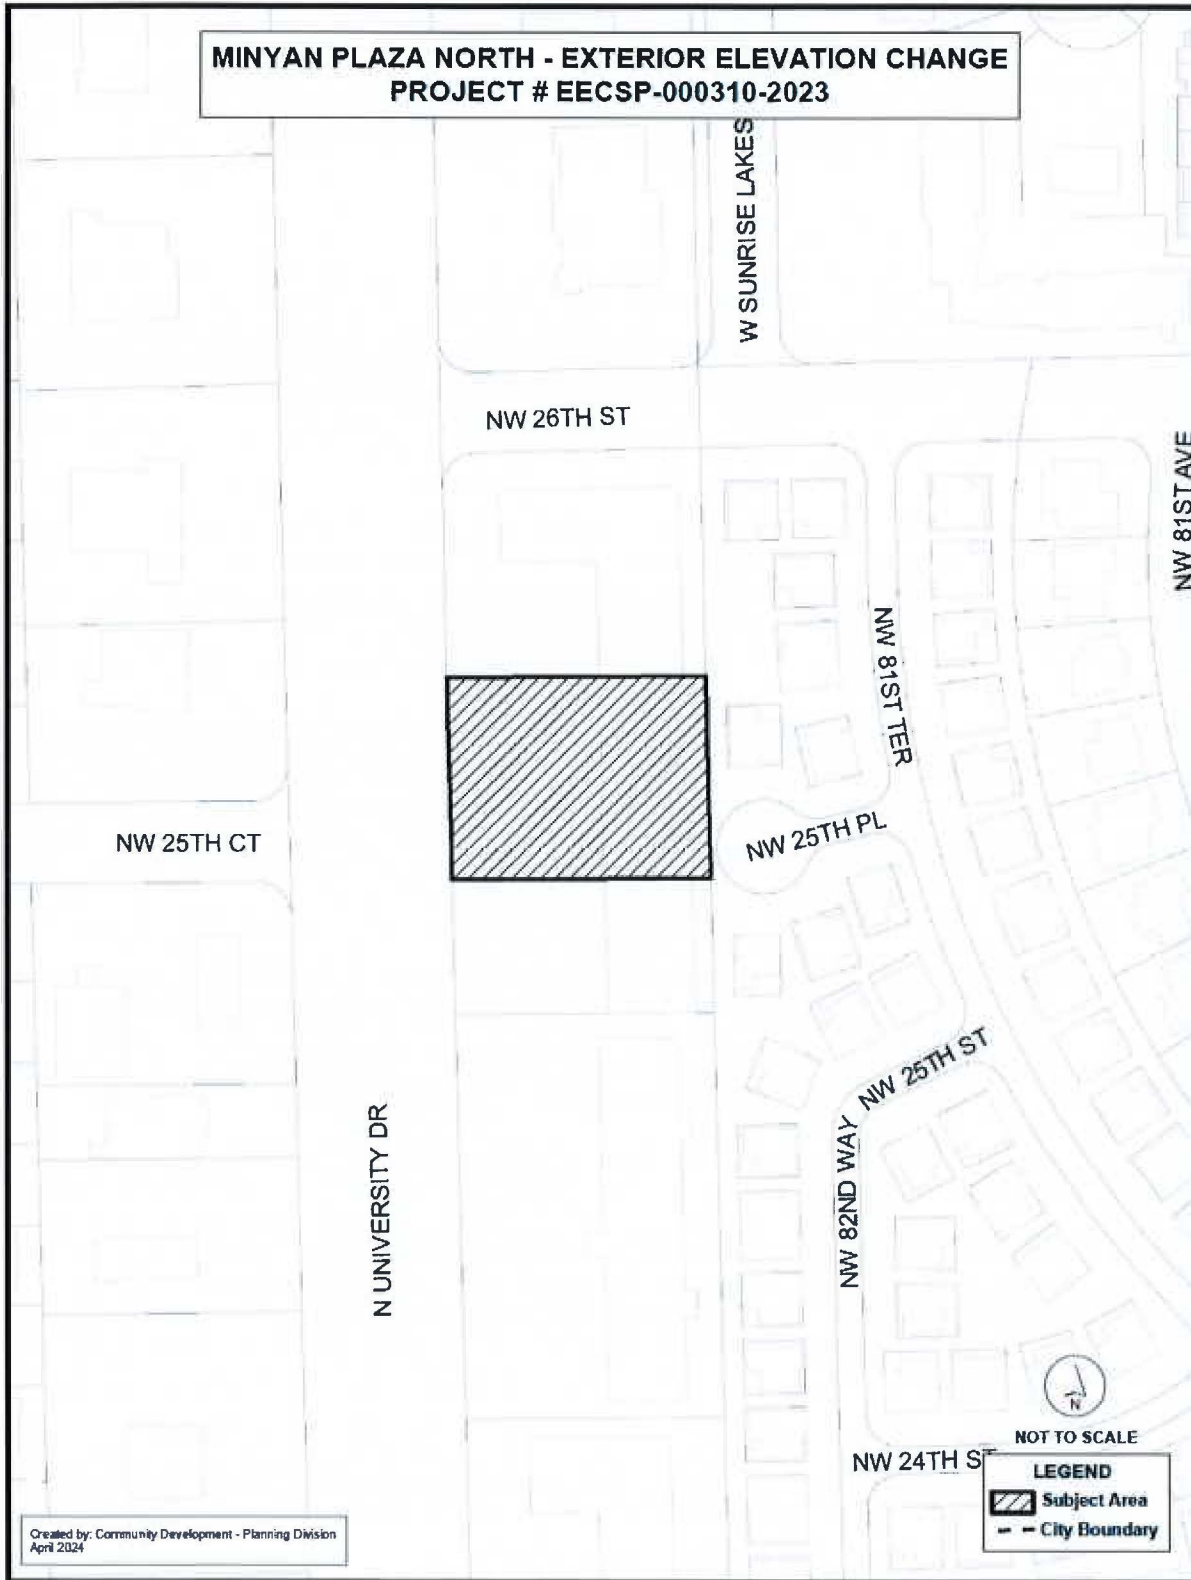 MINYAN PLAZA NORTH - EXTERIOR ELEVATION CHANGE
PROJECT # EECSP-000310-2023
W SUNRISE LAKES
NW 26TH ST
NW 81ST AVE
NW 81ST TER
NW 25TH CT
NW 25TH PL
NW 25TH ST
N UNIVERSITY DR
NW 82ND WAY
N
NOT TO SCALE
NW 24TH ST
LEGEND
Subject Area
City Boundary
Created by: Community Development - Planning Division
April 2024